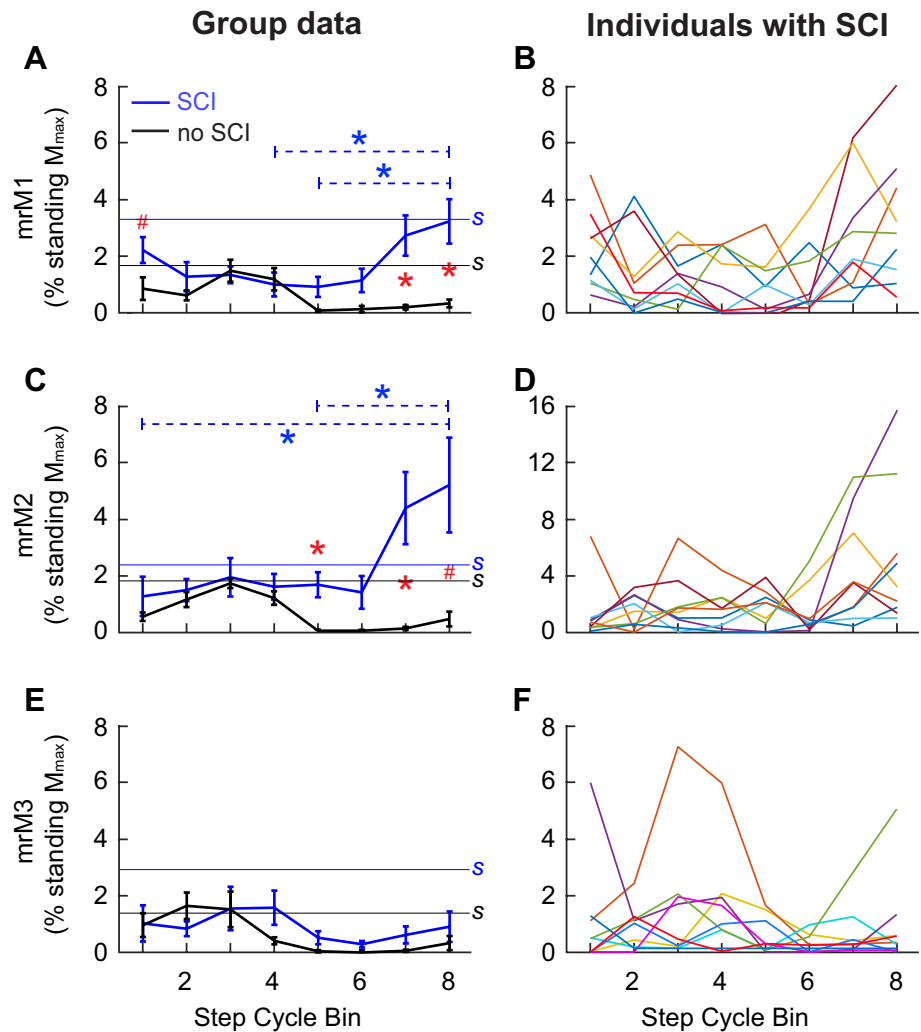 Group data
Individuals with SCI
A
B
mrM1
(% standing Mmax)
8
6
4
2
0
SCI
no SCI
*
*
#
*
*
s
s
8
6
4
2
0
C
D
mrM2
(% standing Mmax)
8
6
4
2
0
*
*
*
*
#
s
s
16
12
8
4
0
E
F
mrM3
(% standing Mmax)
8
6
4
2
0
s
s
2 4 6 8
Step Cycle Bin
8
6
4
2
0
2 4 6 8
Step Cycle Bin